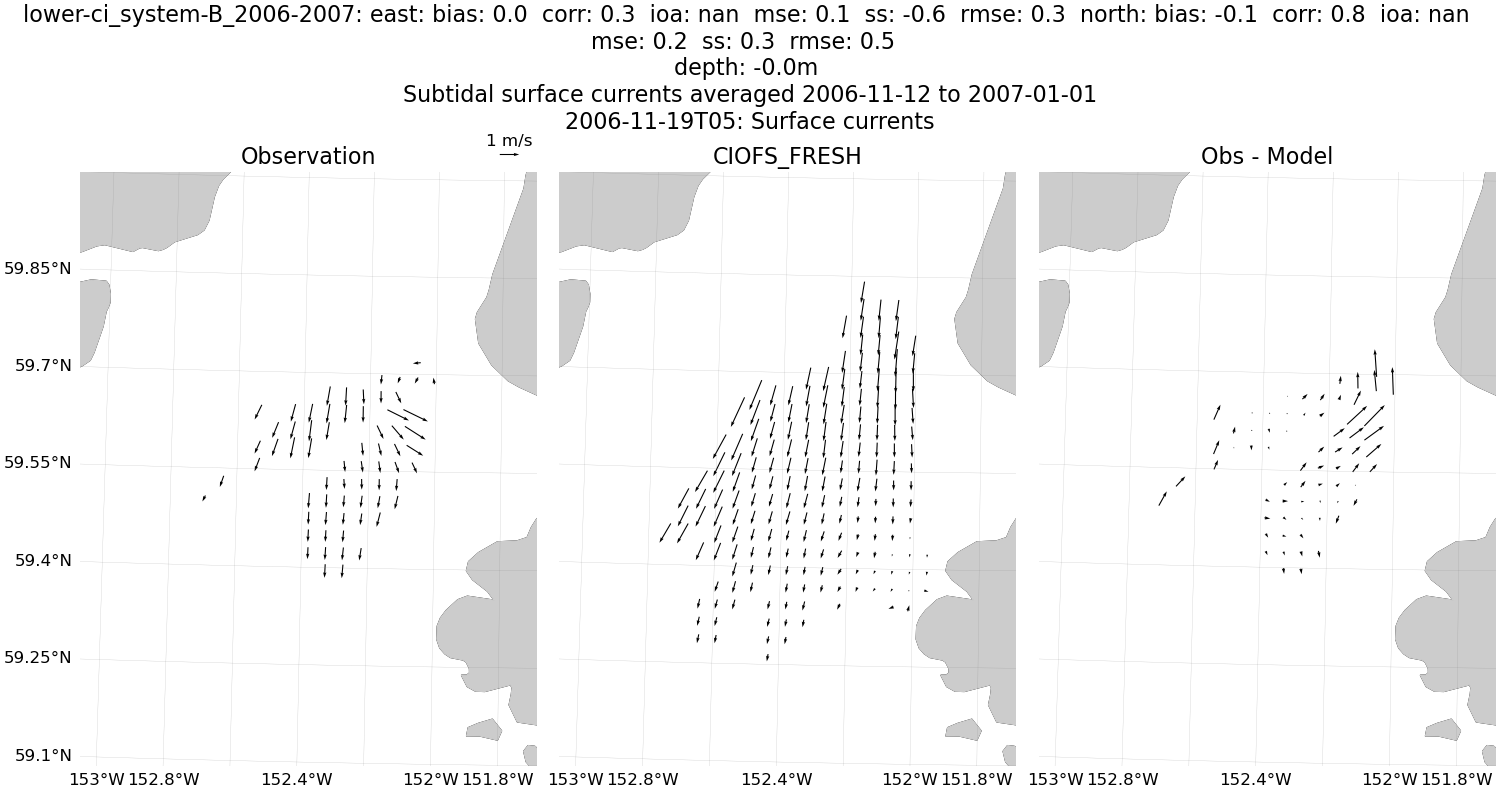 lower-ci_system-B_2006-2007: east: bias: 0.0 corr: 0.3 ioa: nan mse: 0.1 ss: -0.6 rmse: 0.3 north: bias: -0.1 corr: 0.8 ioa: nan
mse: 0.2 ss: 0.3 rmse: 0.5
depth: -0.0m
Subtidal surface currents averaged 2006-11-12 to 2007-01-01
2006-11-19T05: Surface currents
1 m/s
Observation CIOFS_FRESH Obs - Model
59.85°N
59.7°N
59.55°N
59.4°N
59.25°N
59.1°N
153°W 152.8°W 152.4°W 152°W 151.8°W 153°W 152.8°W 152.4°W 152°W 151.8°W 153°W 152.8°W 152.4°W 152°W 151.8°W